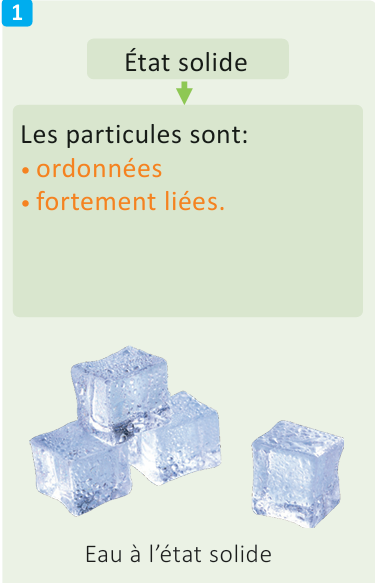 1
État solide
Les particules sont:
• ordonnées
• fortement liées.
Eau à l’état solide